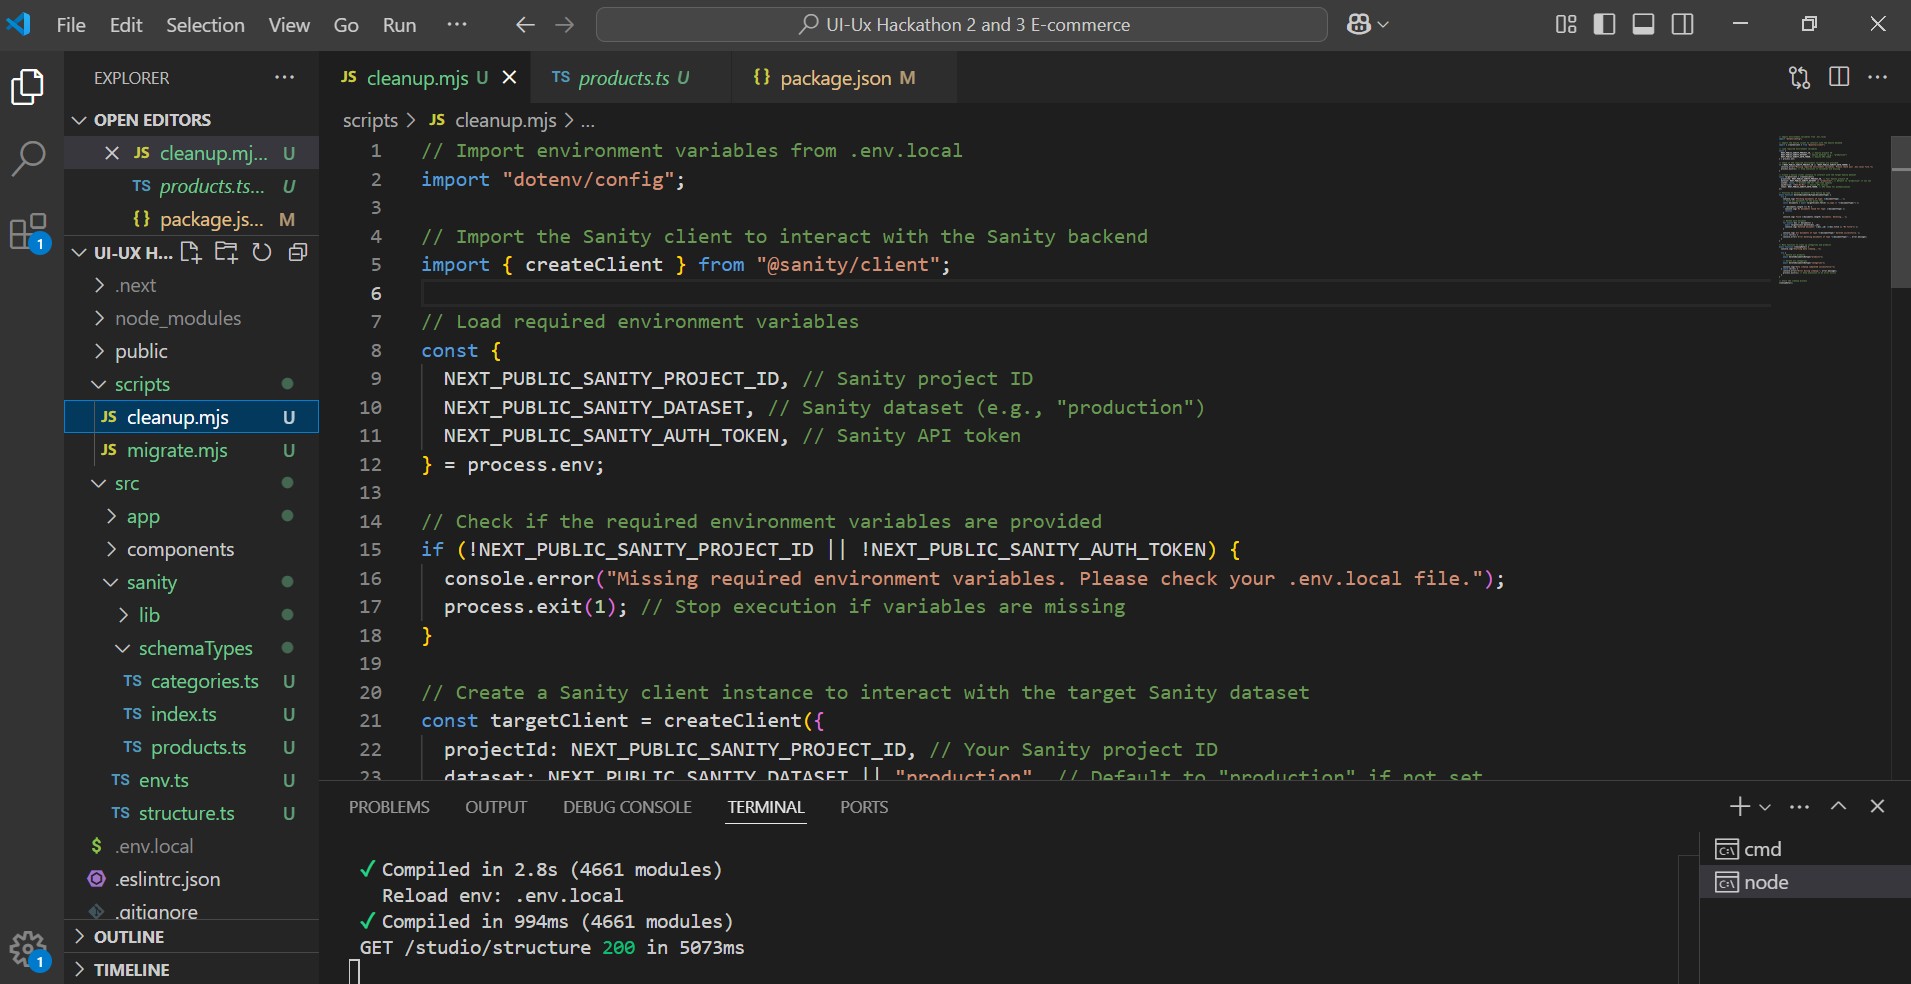 File Edit Selection View Go Run ···
UI-Ux Hackathon 2 and 3 E-commerce
EXPLORER
OPEN EDITORS
JS cleanup.mj... U
TS products.ts... U
{} package.js... M
UI-UX H...
.next
node_modules
public
scripts
JS cleanup.mjs U
JS migrate.mjs U
src
app
components
sanity
lib
schemaTypes
TS categories.ts U
TS index.ts U
TS products.ts U
TS env.ts U
TS structure.ts U
$ .env.local
.eslintrc.json
.gitignore
OUTLINE
TIMELINE
1
1
JS cleanup.mjs U
TS products.ts U
{} package.json M
scripts > JS cleanup.mjs > ...
1 // Import environment variables from .env.local
2 import "dotenv/config";
3
4 // Import the Sanity client to interact with the Sanity backend
5 import { createClient } from "@sanity/client";
6
7 // Load required environment variables
8 const {
9 NEXT_PUBLIC_SANITY_PROJECT_ID, // Sanity project ID
10 NEXT_PUBLIC_SANITY_DATASET, // Sanity dataset (e.g., "production")
11 NEXT_PUBLIC_SANITY_AUTH_TOKEN, // Sanity API token
12 } = process.env;
13
14 // Check if the required environment variables are provided
15 if (!NEXT_PUBLIC_SANITY_PROJECT_ID || !NEXT_PUBLIC_SANITY_AUTH_TOKEN) {
16 console.error("Missing required environment variables. Please check your .env.local file.");
17 process.exit(1); // Stop execution if variables are missing
18 }
19
20 // Create a Sanity client instance to interact with the target Sanity dataset
21 const targetClient = createClient({
22 projectId: NEXT_PUBLIC_SANITY_PROJECT_ID, // Your Sanity project ID
23 dataset: NEXT_PUBLIC_SANITY_DATASET || "production", // Default to "production" if not set
PROBLEMS OUTPUT DEBUG CONSOLE TERMINAL PORTS
✓ Compiled in 2.8s (4661 modules)
Reload env: .env.local
✓ Compiled in 994ms (4661 modules)
GET /studio/structure 200 in 5073ms
cmd
node